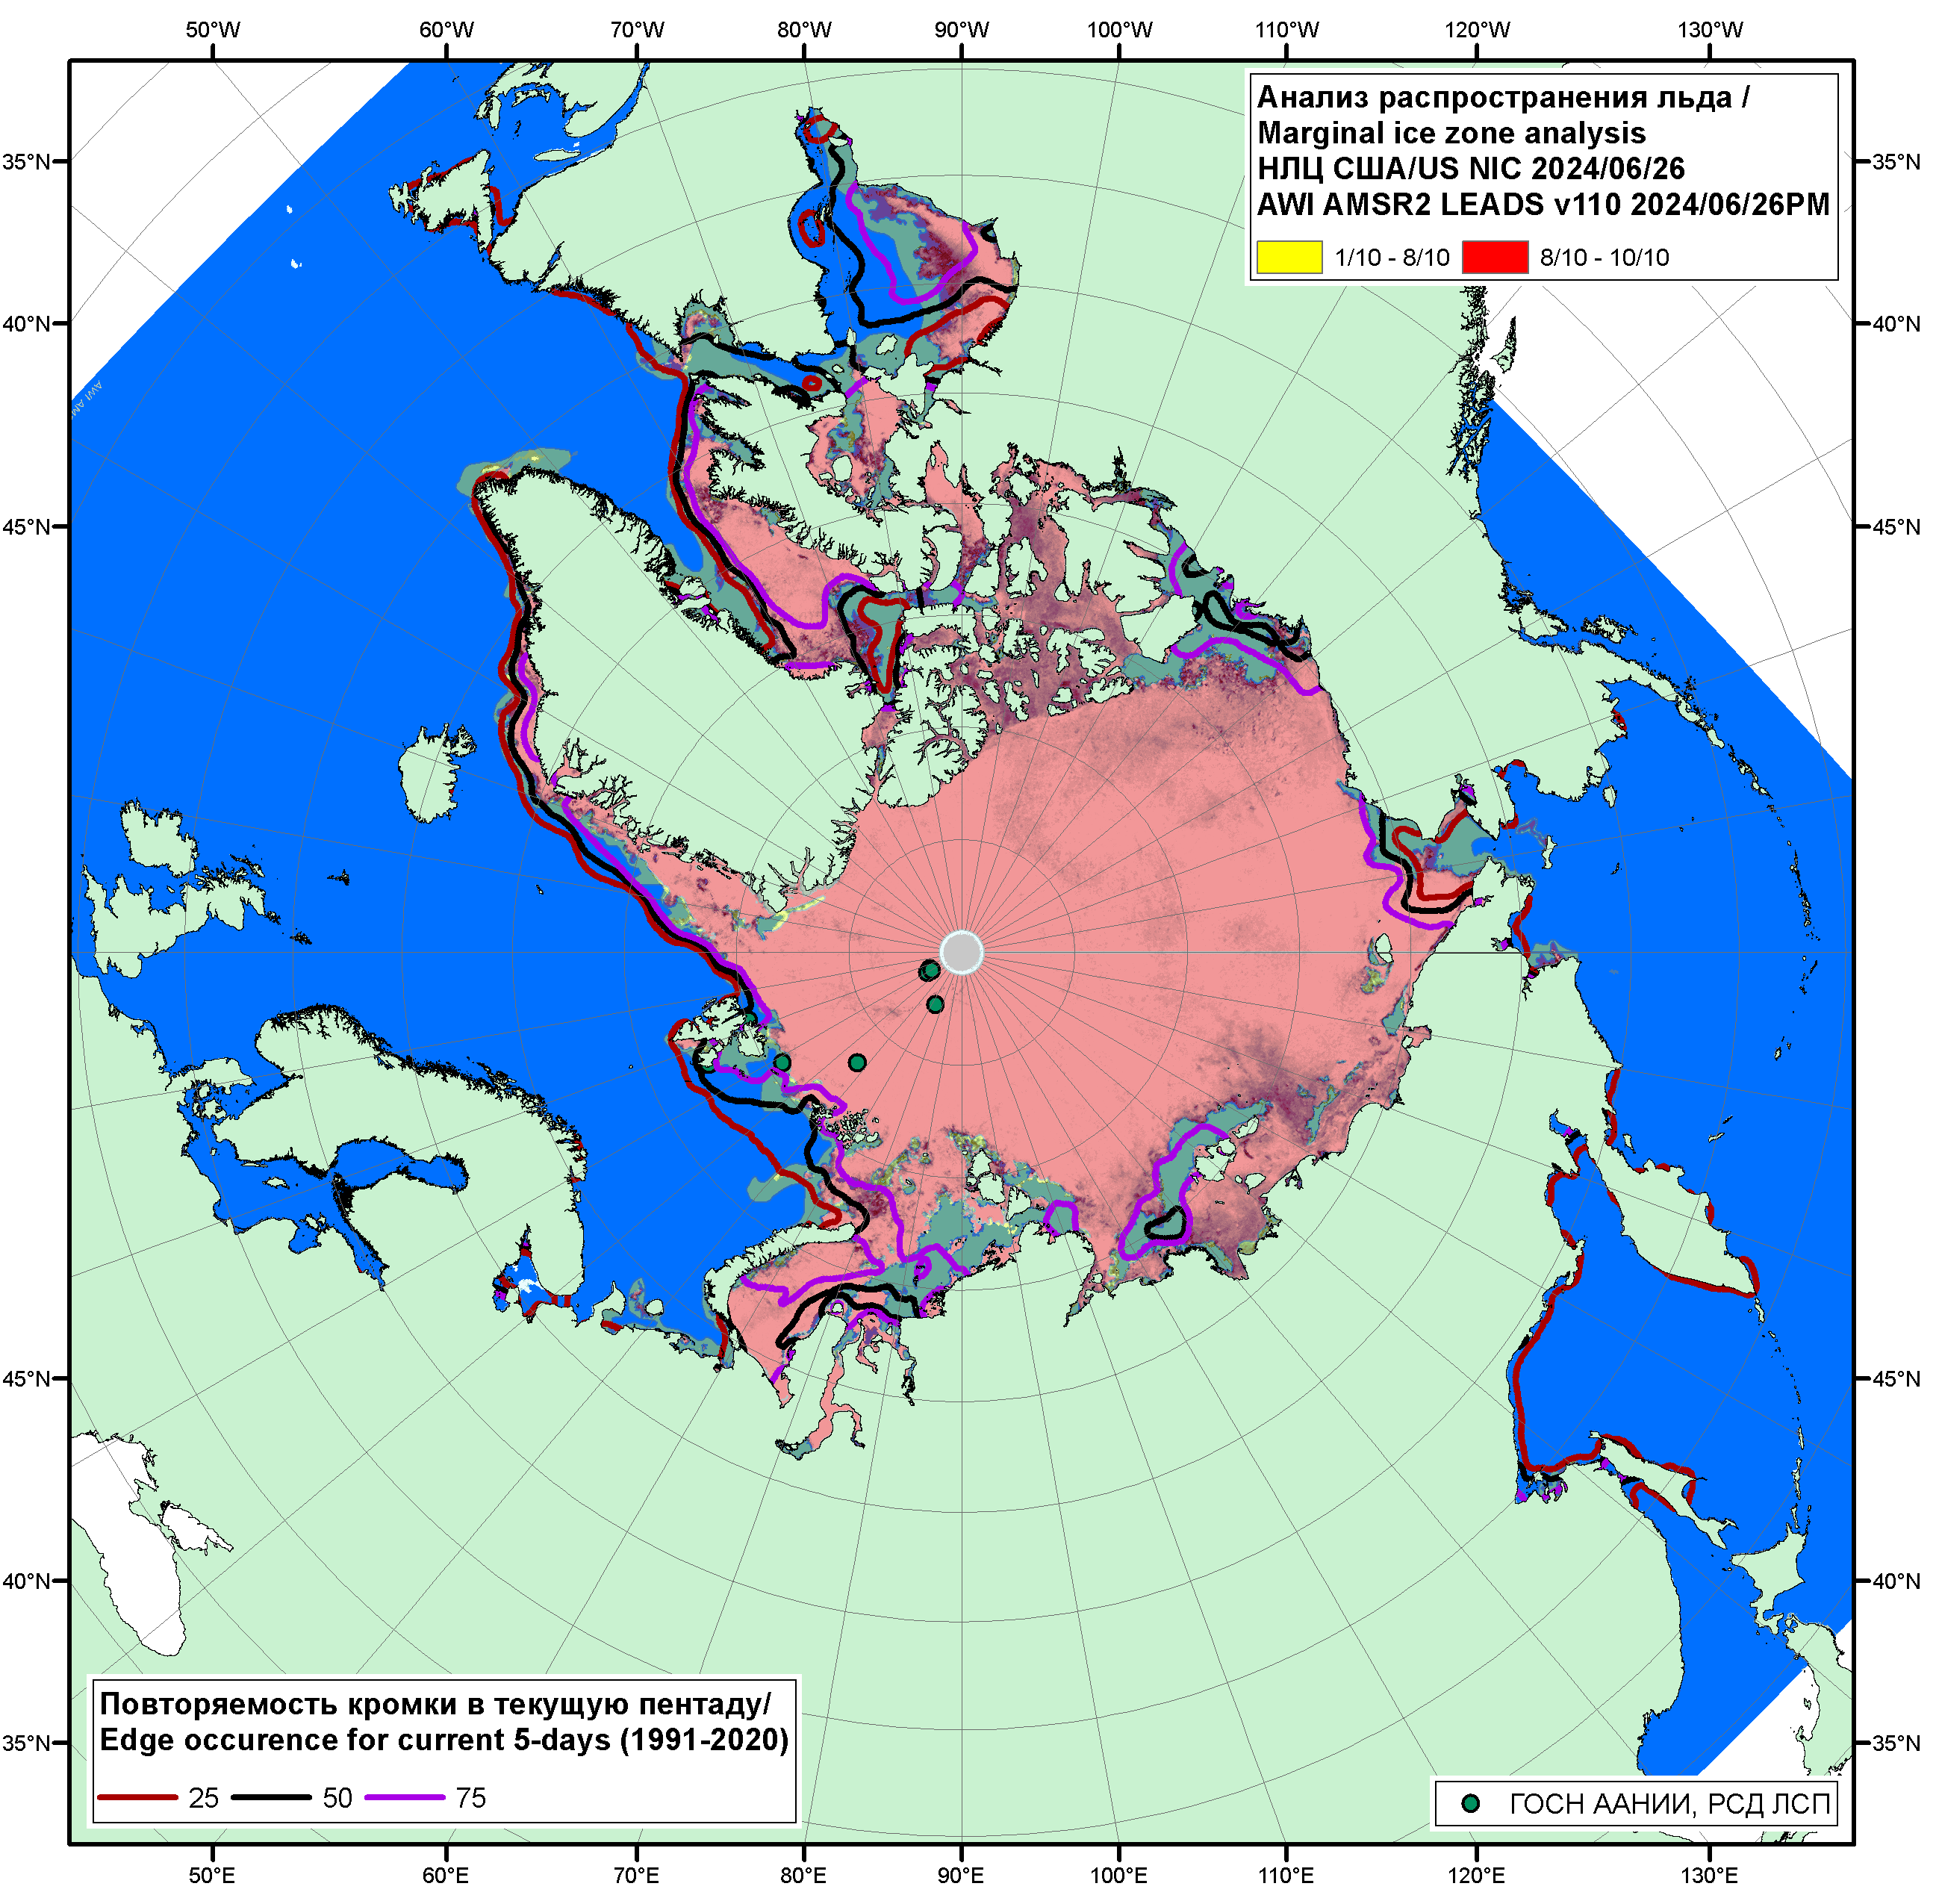 50°W 60°W 70°W 80°W 90°W 100°W 110°W 120°W 130°W
Анализ распространения льда /
Marginal ice zone analysis
НЛЦ США/US NIC 2024/06/26
AWI AMSR2 LEADS v110 2024/06/26PM
1/10 - 8/10 8/10 - 10/10
35°N 35°N
40°N 40°N
AWI, AM
45°N 45°N
45°N 45°N
40°N 40°N
35°N 35°N
Повторяемость кромки в текущую пентаду/
Edge occurence for current 5-days (1991-2020)
25 50 75
ГОСН ААНИИ, РСД ЛСП
50°E 60°E 70°E 80°E 90°E 100°E 110°E 120°E 130°E